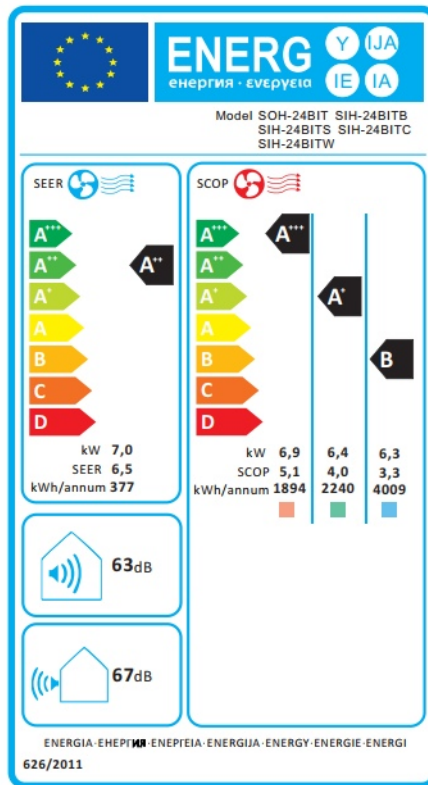 ENERG
енергия · ενεργεια
Y IJA
IE IA
Model SOH-24BIT SIH-24BITB
SIH-24BITS SIH-24BITC
SIH-24BITW
SEER
A+++
A++
A+
A
B
C
D
A++
kW 7,0
SEER 6,5
kWh/annum 377
SCOP
A+++
A++
A+
A
B
C
D
A+++
A+
B
kW 6,9 6,4 6,3
SCOP 5,1 4,0 3,3
kWh/annum 1894 2240 4009
63dB
67dB
ENERGIA·ЕНЕРГИЯ·ΕΝΕΡΓΕΙΑ·ENERGIJA·ENERGY·ENERGIE·ENERGI
626/2011